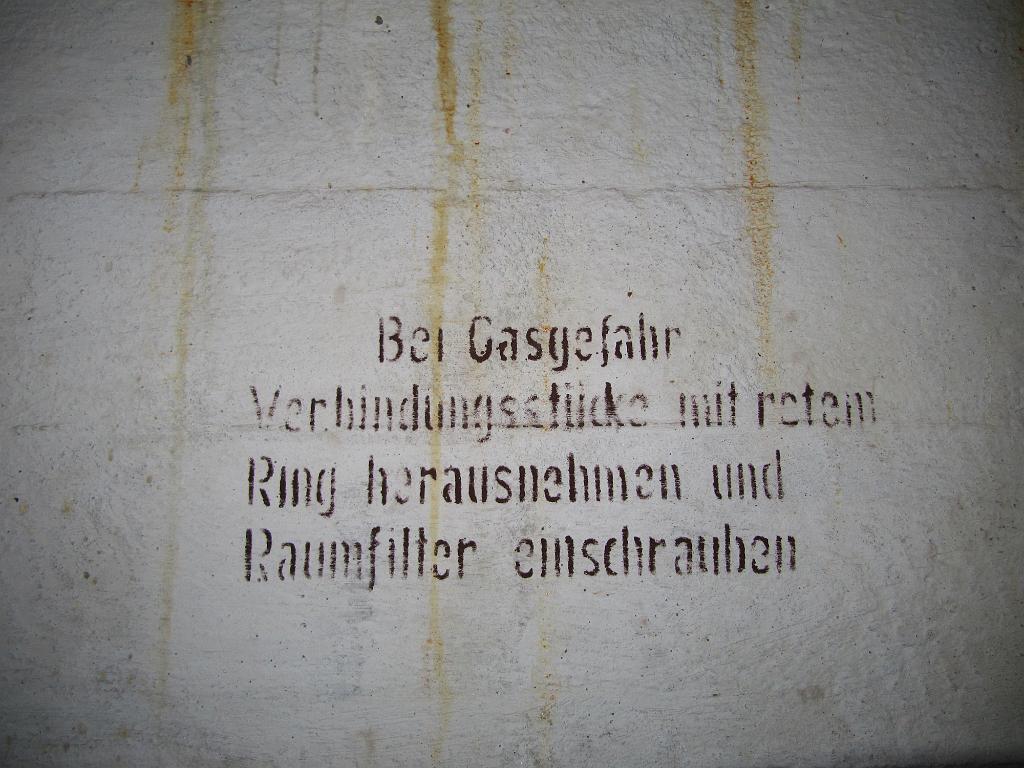 Bei Gasgefahr
Verbindungsstücke mit rotem
Ring herausnehmen und
Raumfilter einschrauben